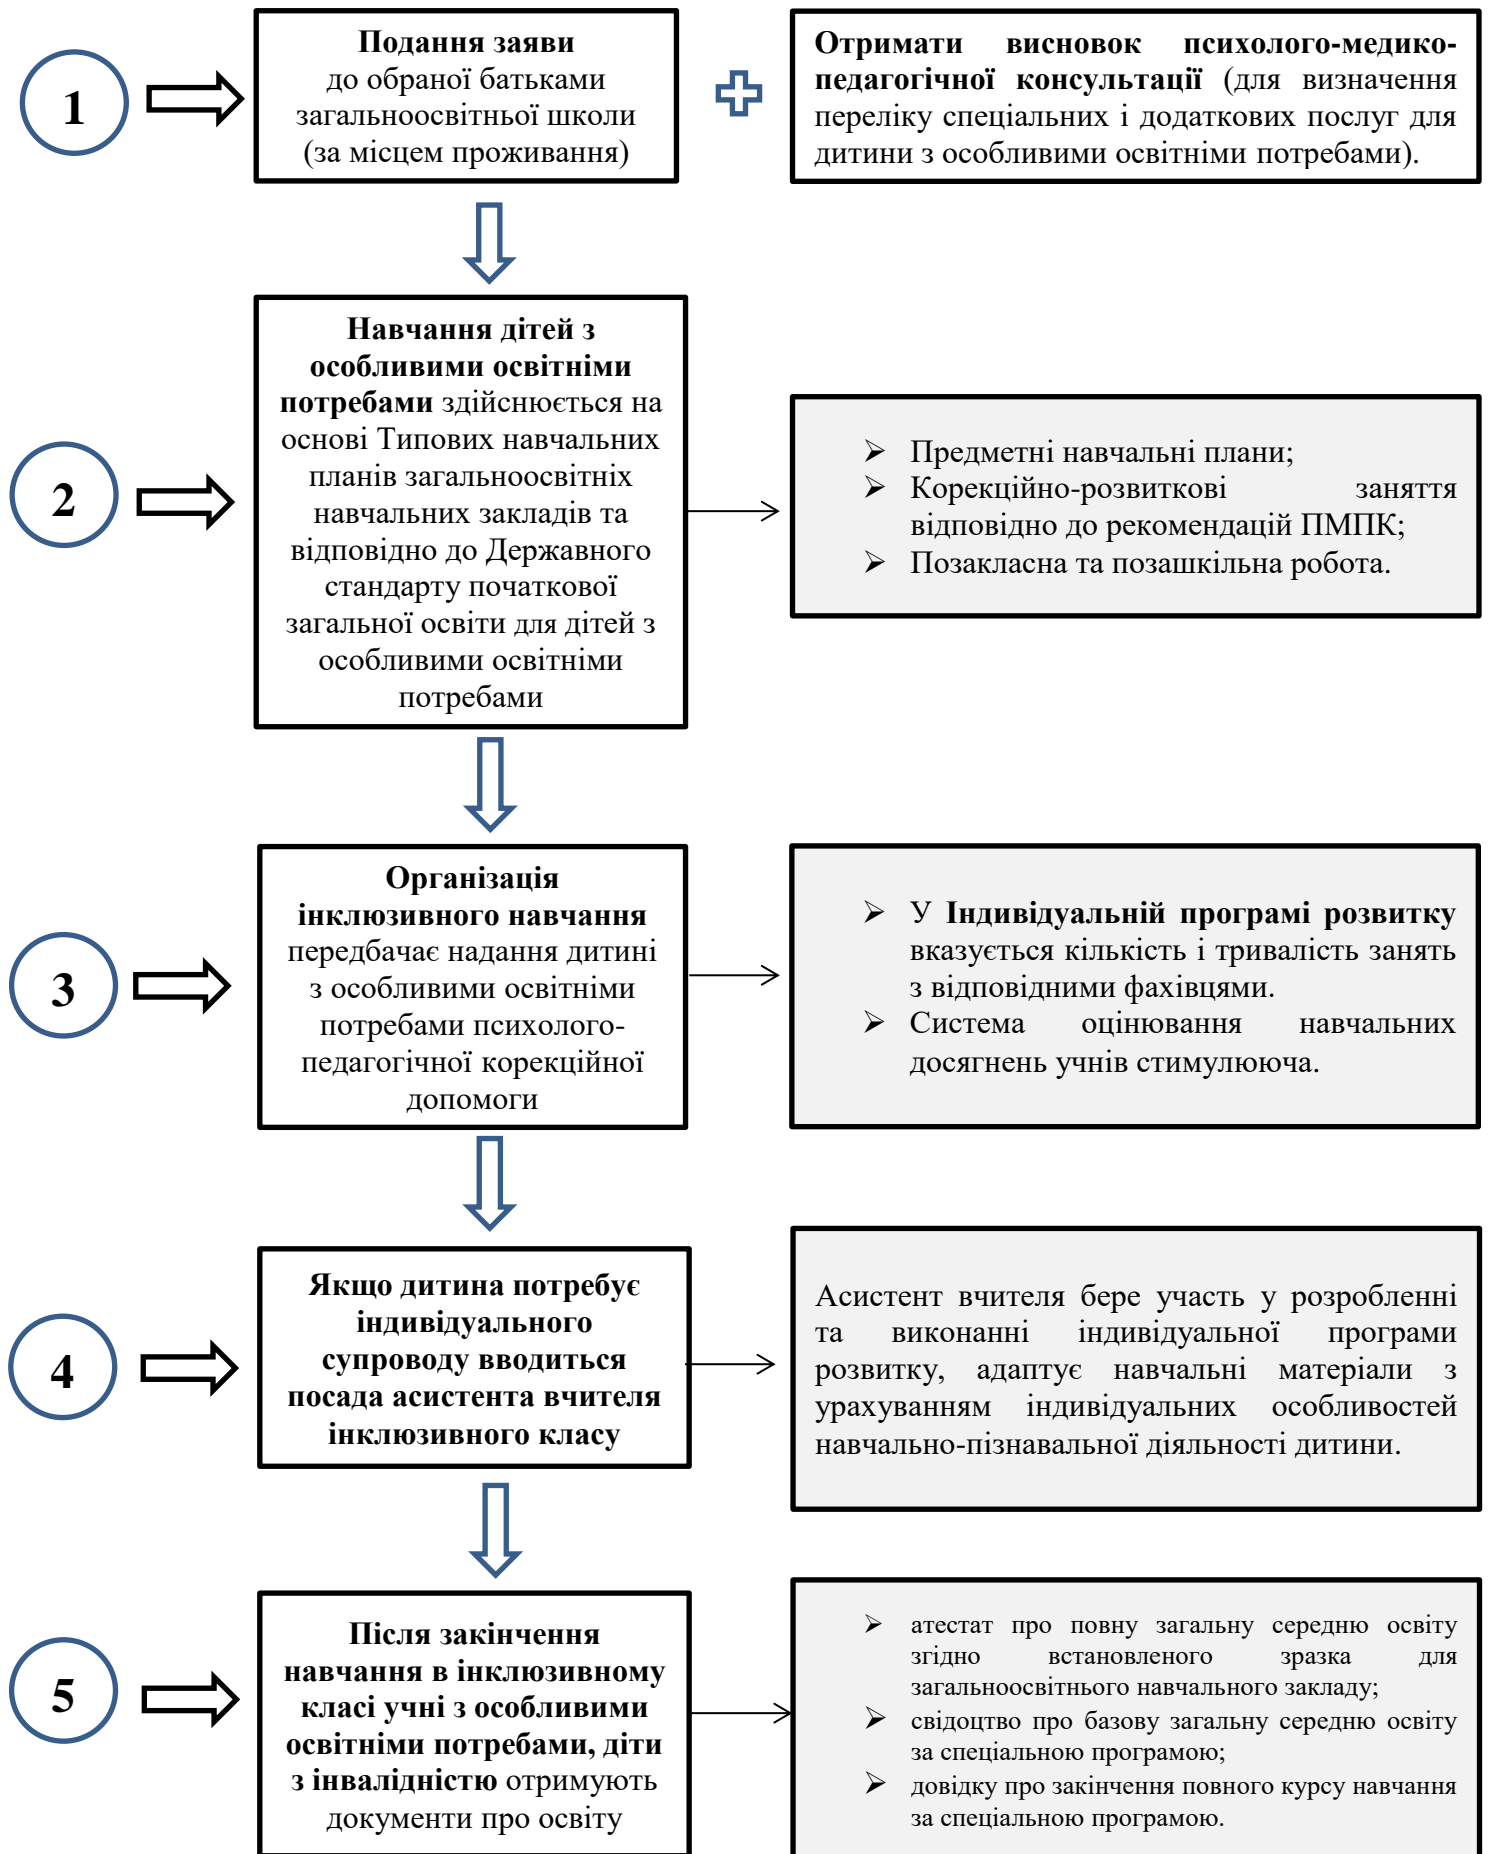 1
Подання заяви
до обраної батьками
загальноосвітньої школи
(за місцем проживання)
Отримати висновок психолого-медико-
педагогічної консультації (для визначення
переліку спеціальних і додаткових послуг для
дитини з особливими освітніми потребами).
2
Навчання дітей з
особливими освітніми
потребами здійснюється на
основі Типових навчальних
планів загальноосвітніх
навчальних закладів та
відповідно до Державного
стандарту початкової
загальної освіти для дітей з
особливими освітніми
потребами
Предметні навчальні плани;
Корекційно-розвиткові заняття
відповідно до рекомендацій ПМПК;
Позакласна та позашкільна робота.
3
Організація
інклюзивного навчання
передбачає надання дитині
з особливими освітніми
потребами психолого-
педагогічної корекційної
допомоги
У Індивідуальній програмі розвитку
вказується кількість і тривалість занять
з відповідними фахівцями.
Система оцінювання навчальних
досягнень учнів стимулююча.
4
Якщо дитина потребує
індивідуального
супроводу вводиться
посада асистента вчителя
інклюзивного класу
Асистент вчителя бере участь у розробленні
та виконанні індивідуальної програми
розвитку, адаптує навчальні матеріали з
урахуванням індивідуальних особливостей
навчально-пізнавальної діяльності дитини.
5
Після закінчення
навчання в інклюзивному
класі учні з особливими
освітніми потребами, діти
з інвалідністю отримують
документи про освіту
атестат про повну загальну середню освіту
згідно встановленого зразка для
загальноосвітнього навчального закладу;
свідоцтво про базову загальну середню освіту
за спеціальною програмою;
довідку про закінчення повного курсу навчання
за спеціальною програмою.